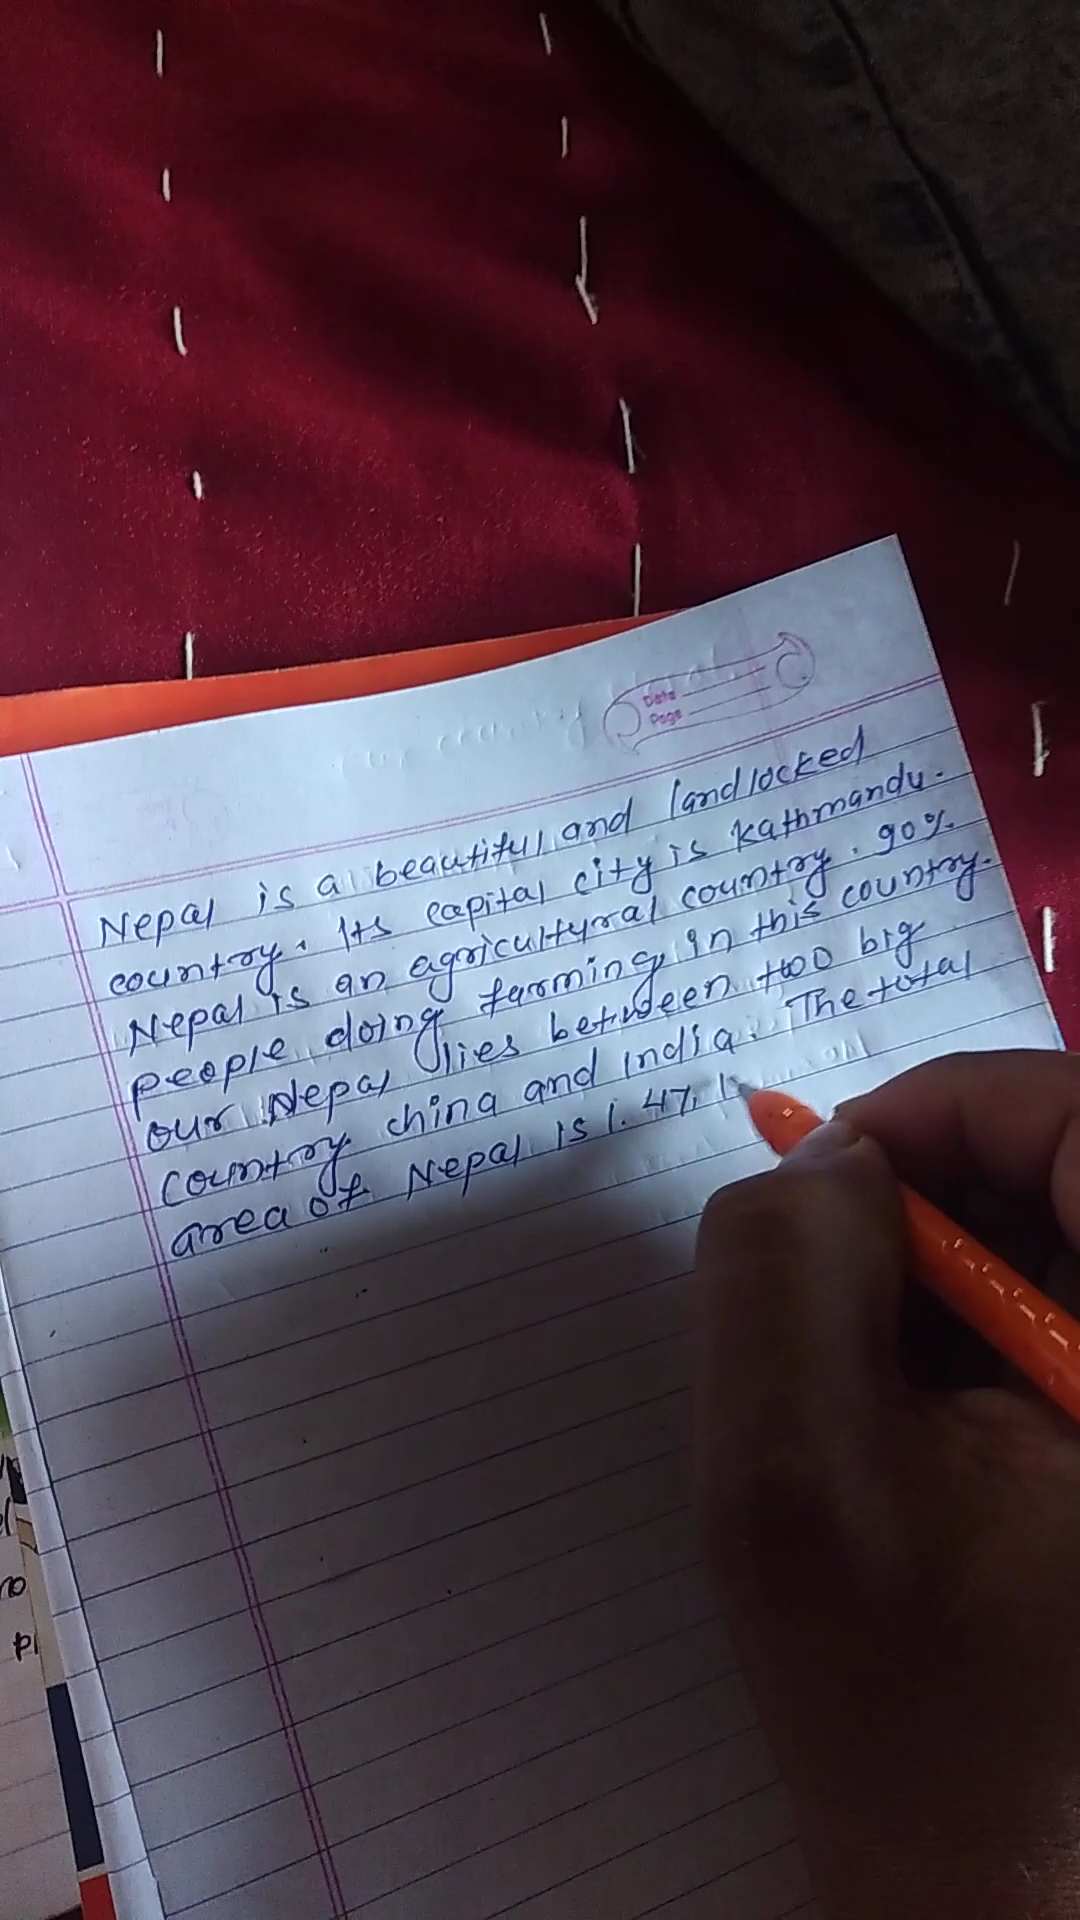 Date
Page
Nepal is a beautiful and landlocked
country. Its capital city is Kathmandu.
Nepal is an agricultural country. 90%
people doing farming in this country.
our Nepal lies between too big
country china and India. The total
area of Nepal is 1.47, 1